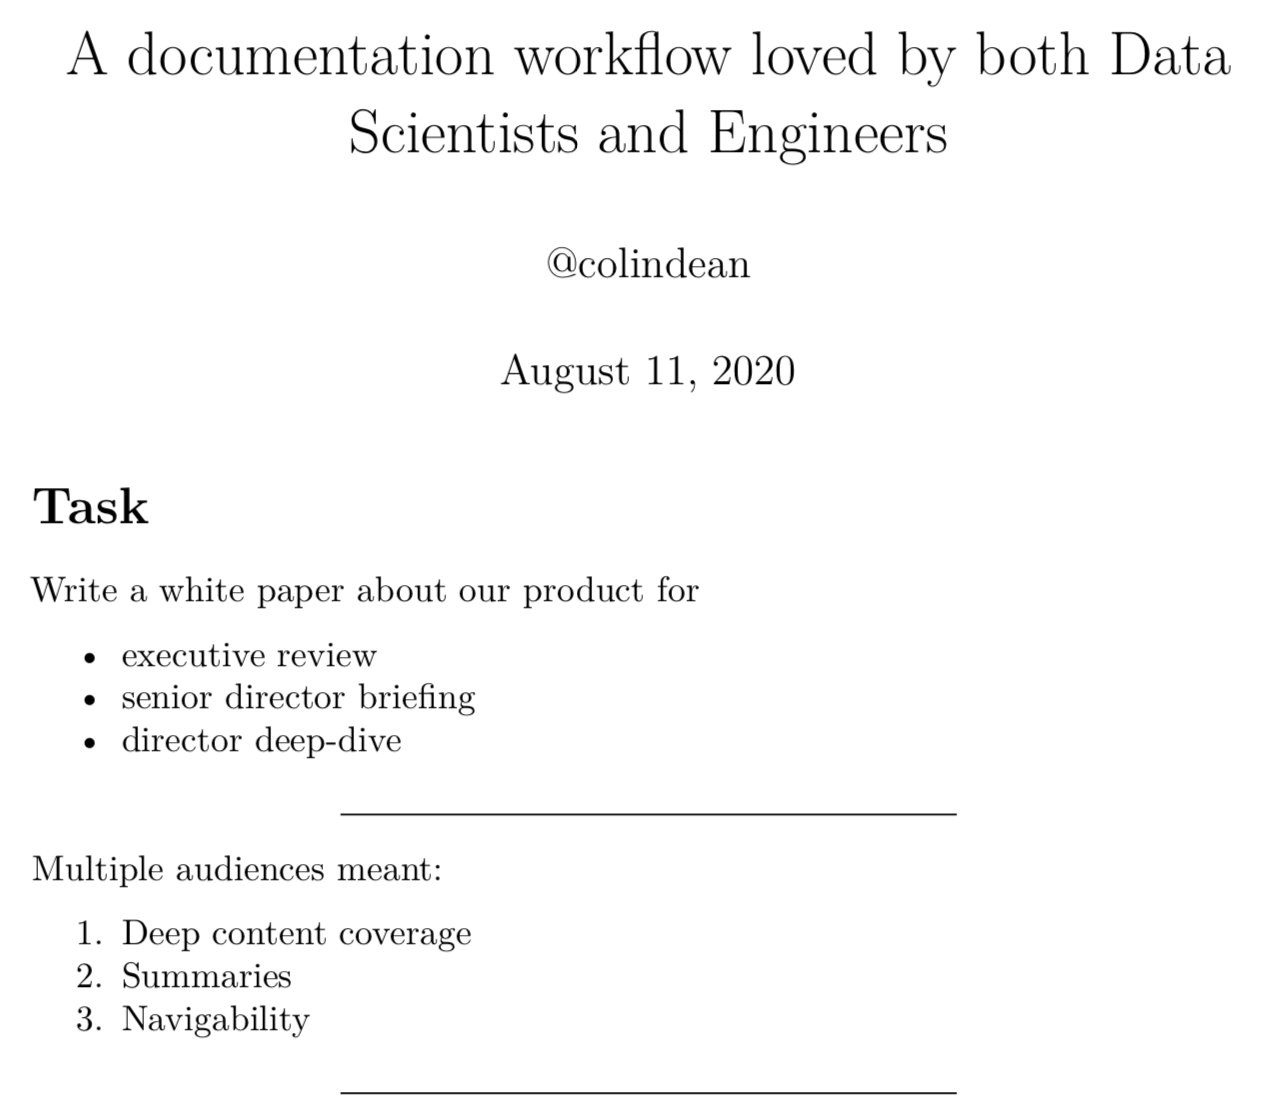 A documentation workflow loved by both Data
Scientists and Engineers
@colindean
August 11, 2020
Task
Write a white paper about our product for
• executive review
• senior director briefing
• director deep-dive
Multiple audiences meant:
1. Deep content coverage
2. Summaries
3. Navigability